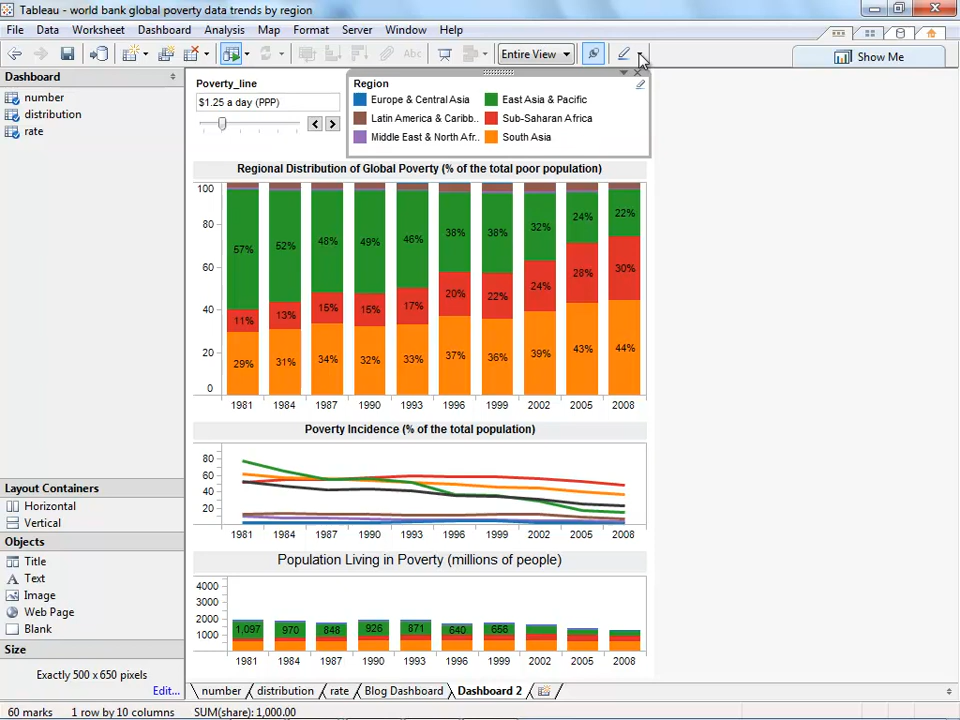 Tableau - world bank global poverty data trends by region
File Data Worksheet Dashboard Analysis Map Format Server Window Help
Abc Entire View Show Me
Dashboard
number
distribution
rate
Layout Containers
Horizontal
Vertical
Objects
Title
Text
Image
Web Page
Blank
Size
Exactly 500 x 650 pixels
Edit...
Poverty_line
$1.25 a day (PPP)
Region
Europe & Central Asia East Asia & Pacific
Latin America & Caribb.. Sub-Saharan Africa
Middle East & North Afr.. South Asia
Regional Distribution of Global Poverty (% of the total poor population)
100
80
60
40
20
0
57% 52% 48% 49% 46% 38% 38% 32% 24% 22%
11% 13% 15% 15% 17% 20% 22% 24% 28% 30%
29% 31% 34% 32% 33% 37% 36% 39% 43% 44%
1981 1984 1987 1990 1993 1996 1999 2002 2005 2008
Poverty Incidence (% of the total population)
80
60
40
20
1981 1984 1987 1990 1993 1996 1999 2002 2005 2008
Population Living in Poverty (millions of people)
4000
3000
2000
1000
1,097 970 848 926 871 640 656
1981 1984 1987 1990 1993 1996 1999 2002 2005 2008
number distribution rate Blog Dashboard Dashboard 2
60 marks 1 row by 10 columns SUM(share): 1,000.00